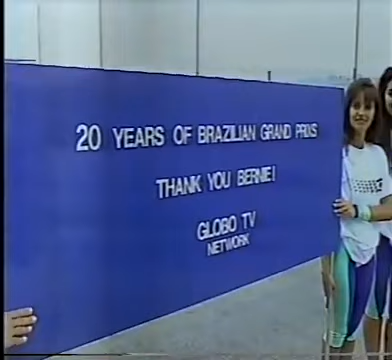 20 YEARS OF BRAZILIAN GRAND PRIXS
THANK YOU BERNIE!
GLOBO TV
NETWORK